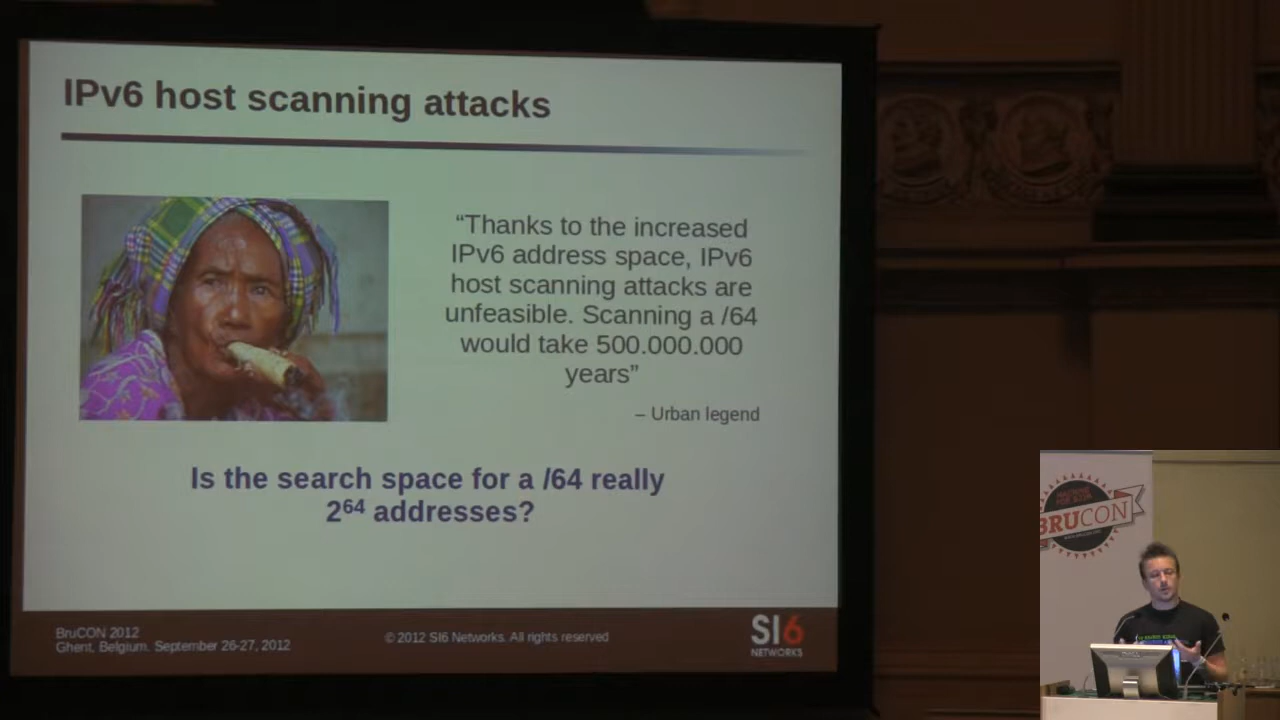 IPv6 host scanning attacks
“Thanks to the increased
IPv6 address space, IPv6
host scanning attacks are
unfeasible. Scanning a /64
would take 500.000.000
years”
– Urban legend
Is the search space for a /64 really
2⁶⁴ addresses?
BruCON 2012
Ghent, Belgium. September 26-27, 2012
© 2012 SI6 Networks. All rights reserved
SI6
NETWORKS
BRUCON